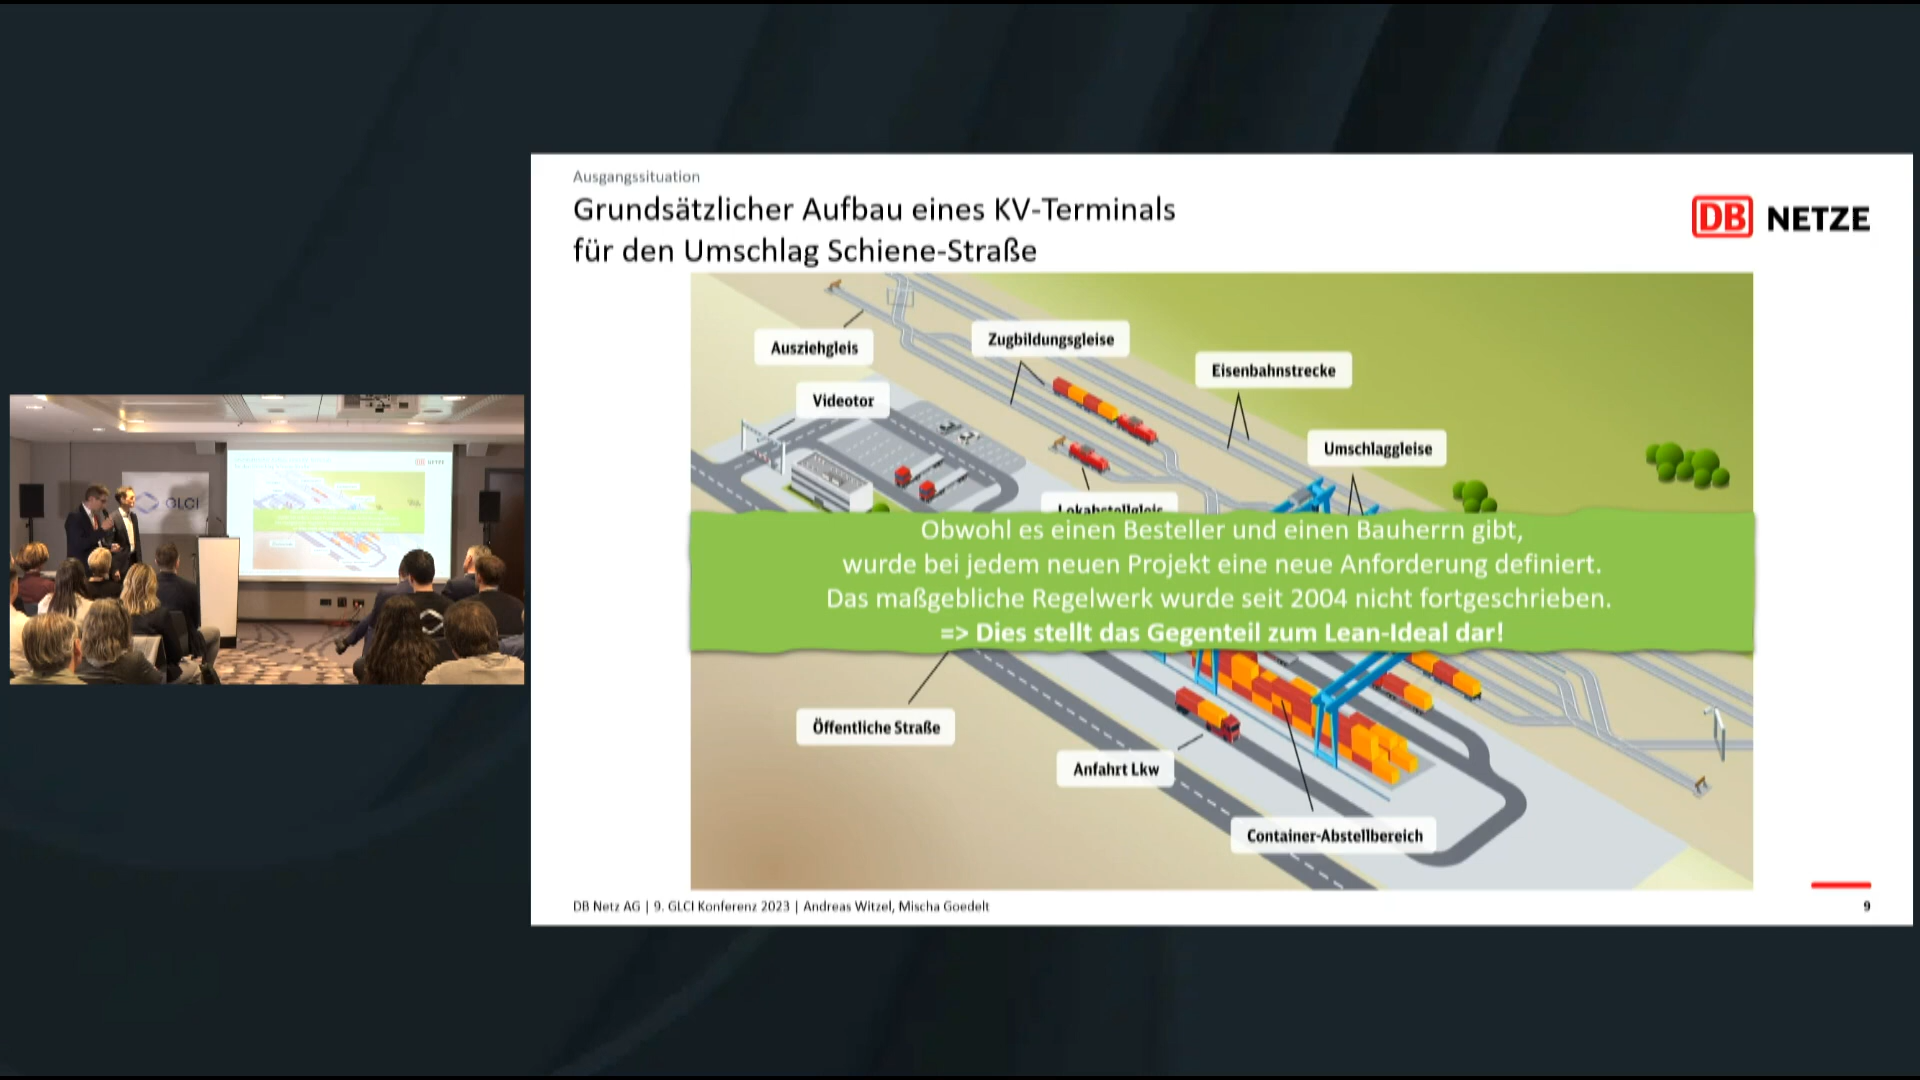 Ausgangssituation
Grundsätzlicher Aufbau eines KV-Terminals
für den Umschlag Schiene-Straße
DB NETZE
Ausziehgleis
Zugbildungsgleise
Eisenbahnstrecke
Videotor
Umschlaggleise
Lokabstellgleis
Obwohl es einen Besteller und einen Bauherrn gibt,
wurde bei jedem neuen Projekt eine neue Anforderung definiert.
Das maßgebliche Regelwerk wurde seit 2004 nicht fortgeschrieben.
=> Dies stellt das Gegenteil zum Lean-Ideal dar!
Öffentliche Straße
Anfahrt Lkw
Container-Abstellbereich
DB Netz AG | 9. GLCI Konferenz 2023 | Andreas Witzel, Mischa Goedelt
9
GLCI